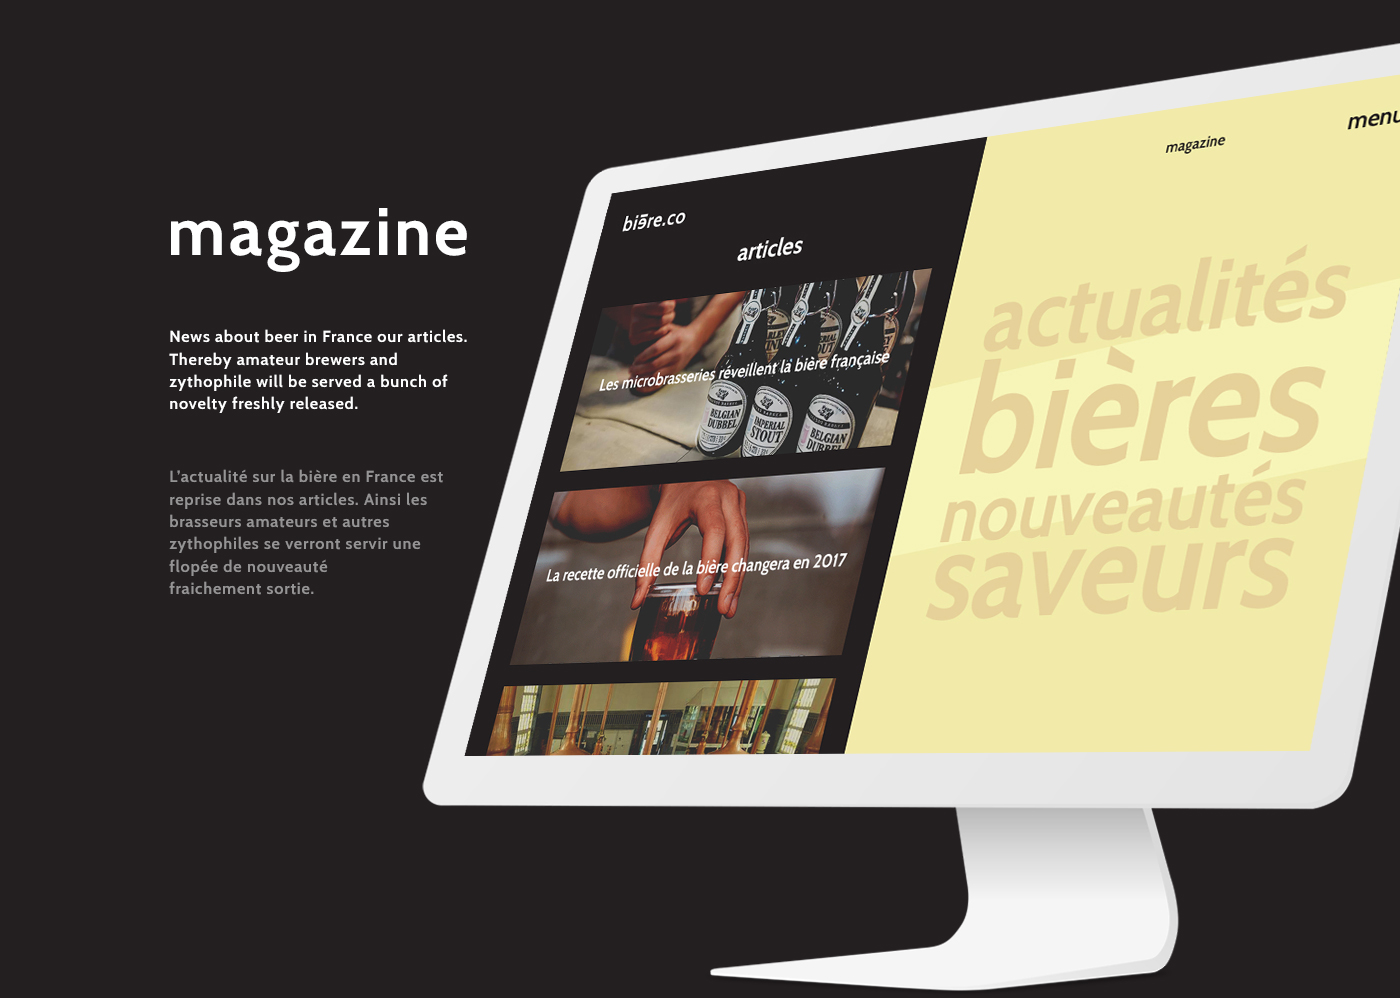 magazine
News about beer in France our articles.
Thereby amateur brewers and
zythophile will be served a bunch of
novelty freshly released.
L'actualité sur la bière en France est
reprise dans nos articles. Ainsi les
brasseurs amateurs et autres
zythophiles se verront servir une
flopée de nouveauté
fraichement sortie.
bière.co
articles
Les microbrasseries réveillent la bière française
BELGIAN
DUBBEL
IMPERIAL
STOUT
BELGIAN
DUBBEL
La recette officielle de la bière changera en 2017
magazine
menu
actualités
bières
nouveautés
saveurs